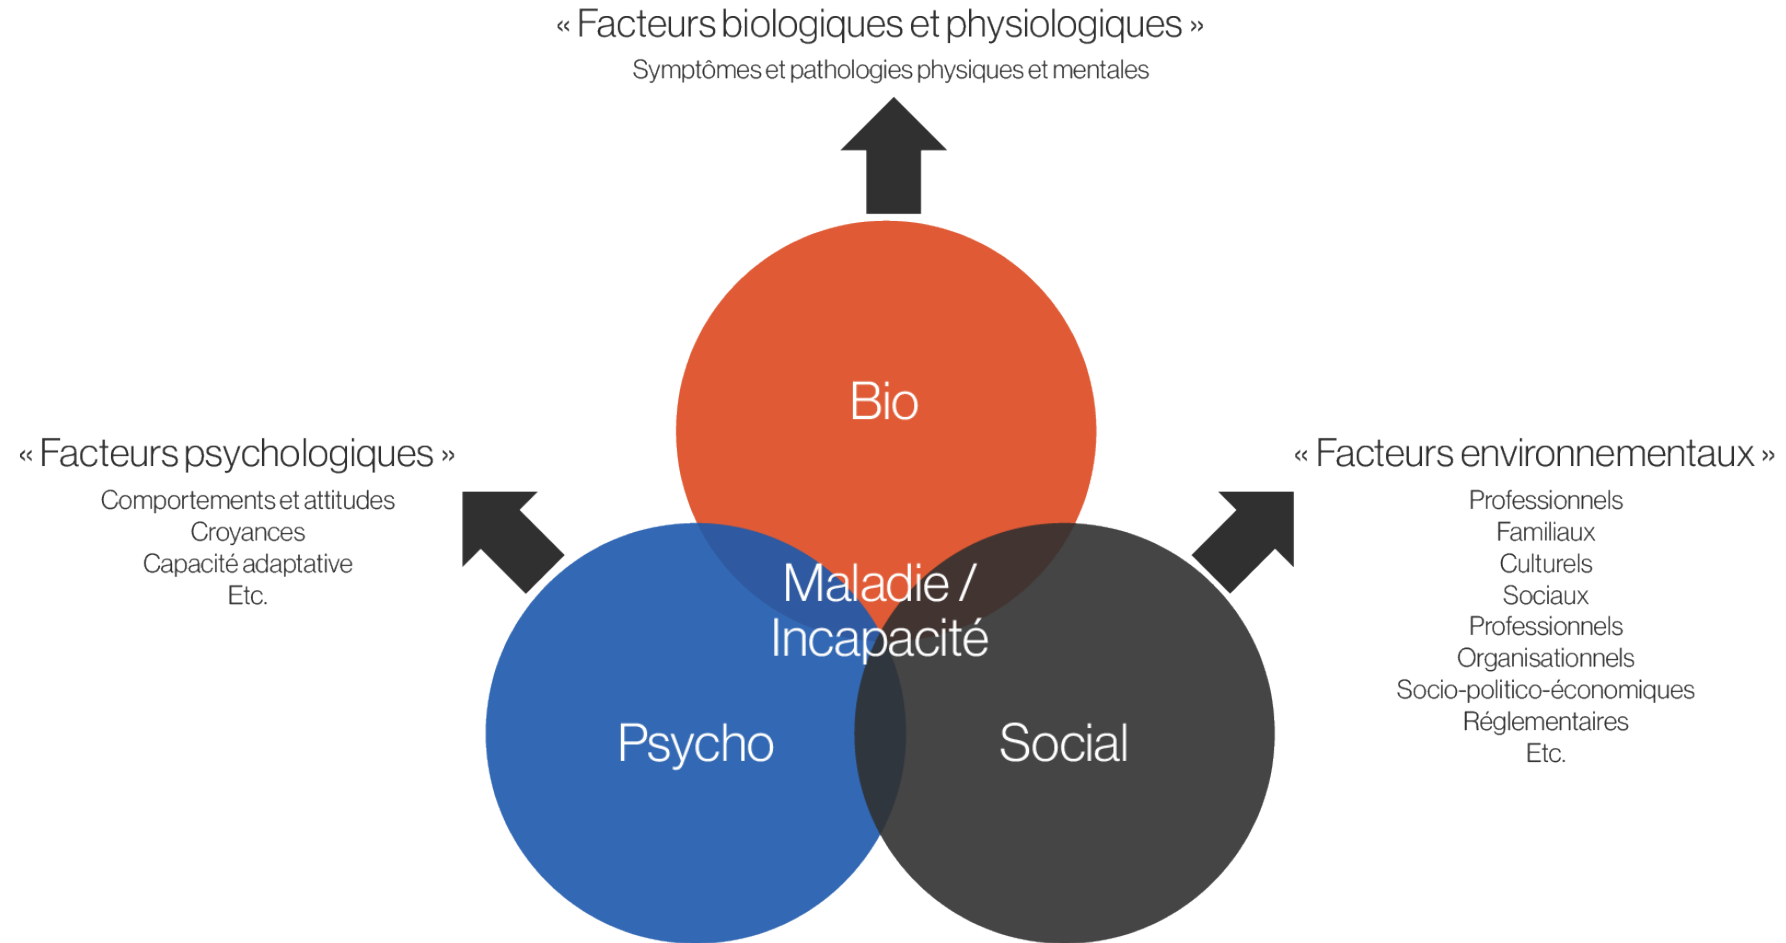 « Facteurs biologiques et physiologiques »
Symptômes et pathologies physiques et mentales
Bio
« Facteurs psychologiques »
Comportements et attitudes
Croyances
Capacité adaptative
Etc.
« Facteurs environnementaux »
Professionnels
Familiaux
Culturels
Sociaux
Professionnels
Organisationnels
Socio-politico-économiques
Réglementaires
Etc.
Maladie /
Incapacité
Psycho
Social